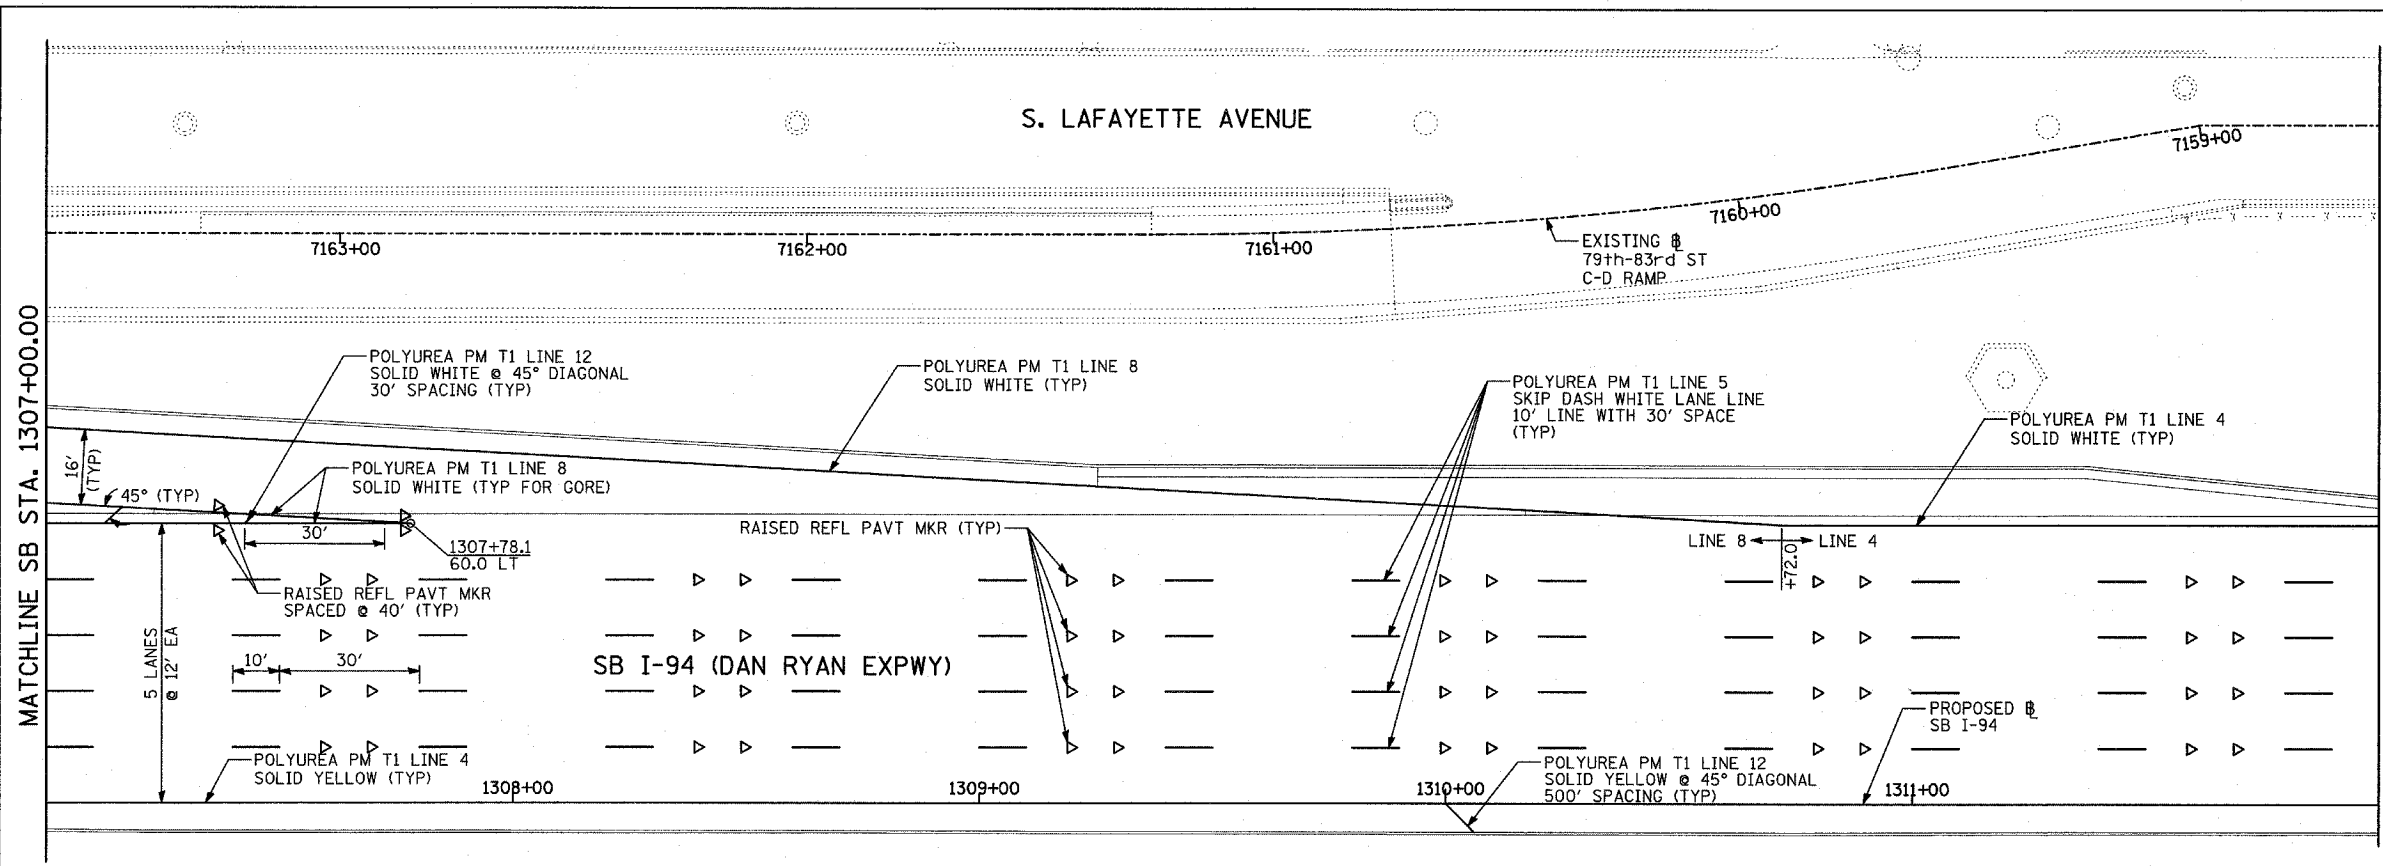 S. LAFAYETTE AVENUE
7159+00
7160+00
7163+00
7162+00
7161+00
EXISTING ℄
79th-83rd ST
C-D RAMP
MATCHLINE SB STA. 1307+00.00
POLYUREA PM T1 LINE 12
SOLID WHITE @ 45° DIAGONAL
30' SPACING (TYP)
POLYUREA PM T1 LINE 8
SOLID WHITE (TYP)
POLYUREA PM T1 LINE 5
SKIP DASH WHITE LANE LINE
10' LINE WITH 30' SPACE
(TYP)
POLYUREA PM T1 LINE 4
SOLID WHITE (TYP)
16'
(TYP)
45° (TYP)
POLYUREA PM T1 LINE 8
SOLID WHITE (TYP FOR GORE)
30'
1307+78.1
60.0 LT
RAISED REFL PAVT MKR (TYP)
LINE 8
LINE 4
+72.0
RAISED REFL PAVT MKR
SPACED @ 40' (TYP)
5 LANES
@ 12' EA
10'
30'
SB I-94 (DAN RYAN EXPWY)
PROPOSED ℄
SB I-94
POLYUREA PM T1 LINE 4
SOLID YELLOW (TYP)
POLYUREA PM T1 LINE 12
SOLID YELLOW @ 45° DIAGONAL
500' SPACING (TYP)
1308+00
1309+00
1310+00
1311+00